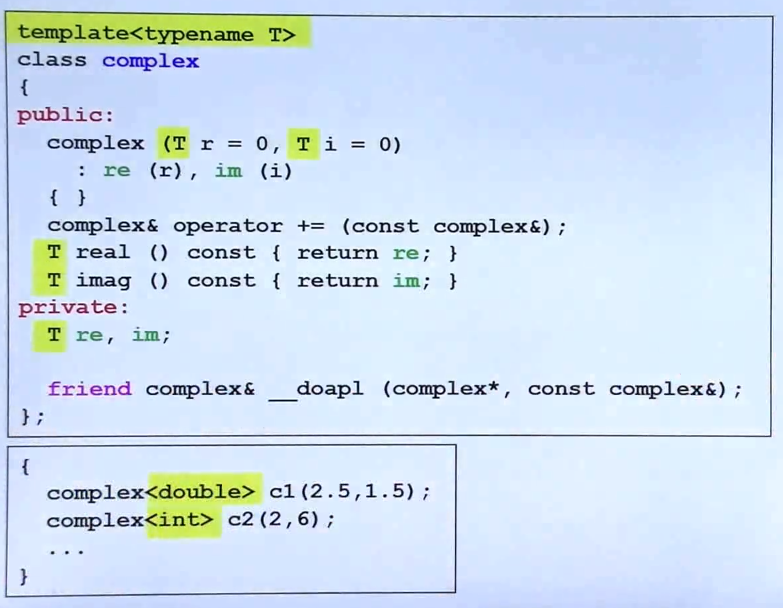 template<typename T>
class complex
{
public:
complex (T r = 0, T i = 0)
: re (r), im (i)
{ }
complex& operator += (const complex&);
T real () const { return re; }
T imag () const { return im; }
private:
T re, im;
friend complex& __doapl (complex*, const complex&);
};
{
complex<double> c1(2.5,1.5);
complex<int> c2(2,6);
...
}